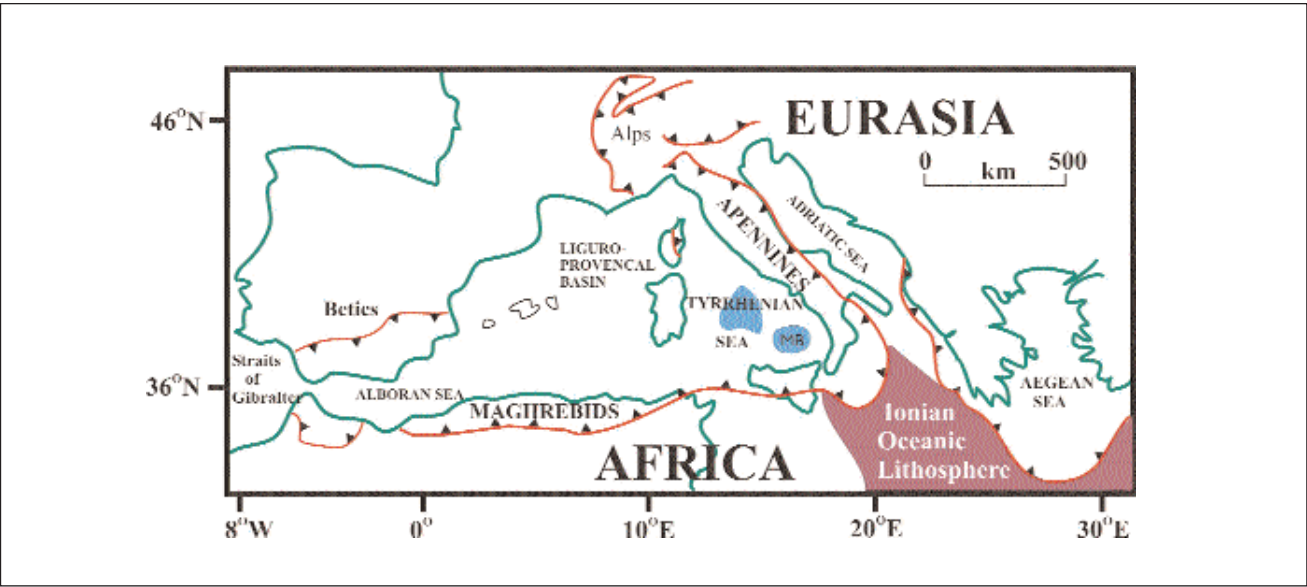 46°N
EURASIA
0 500
km
Alps
APENNINES
ADRIATIC SEA
LIGURO-
PROVENCAL
BASIN
TYRRHENIAN
SEA
MB
Betics
Straits
of
Gibralter
36°N
ALBORAN SEA
MAGHREBIDS
AEGEAN
SEA
Ionian
Oceanic
Lithosphere
AFRICA
8°W 0° 10°E 20°E 30°E